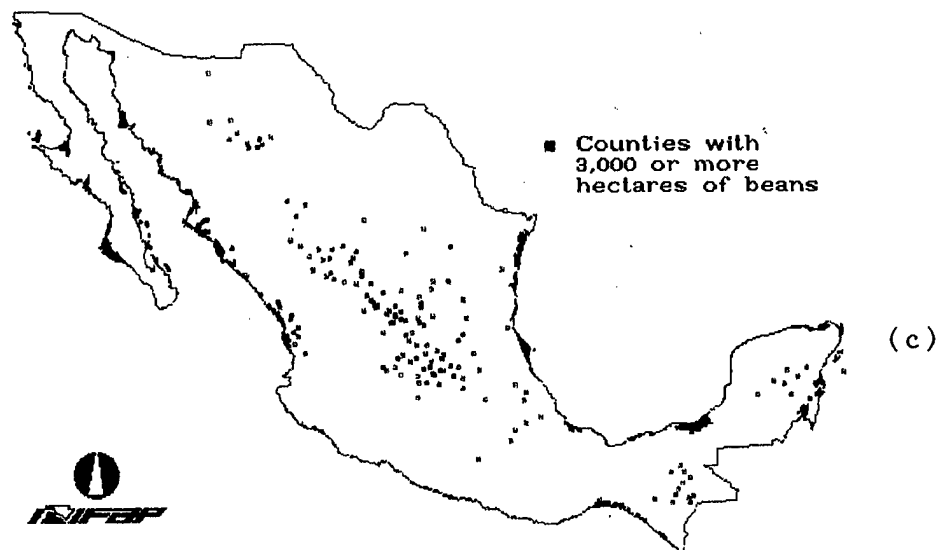 Counties with
3,000 or more
hectares of beans
(c)
INIFAP